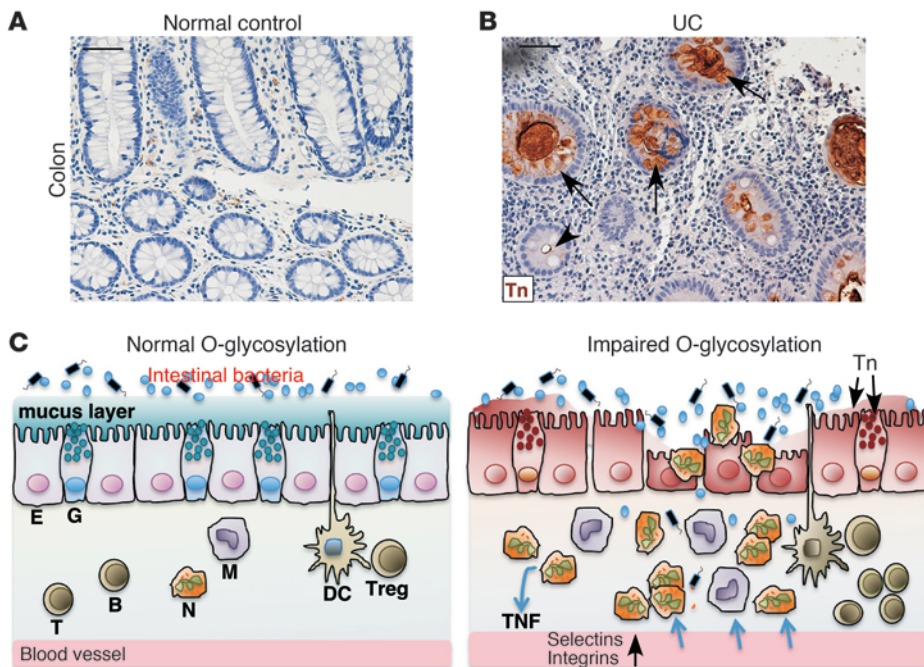 A
Normal control
B
UC
Colon
Tn
C
Normal O-glycosylation
Impaired O-glycosylation
Intestinal bacteria
Tn
mucus layer
E
G
M
DC
Treg
N
B
T
TNF
Blood vessel
Selectins
Integrins